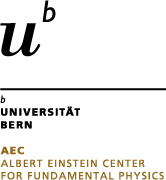 u
b
b
UNIVERSITÄT
BERN
AEC
ALBERT EINSTEIN CENTER
FOR FUNDAMENTAL PHYSICS